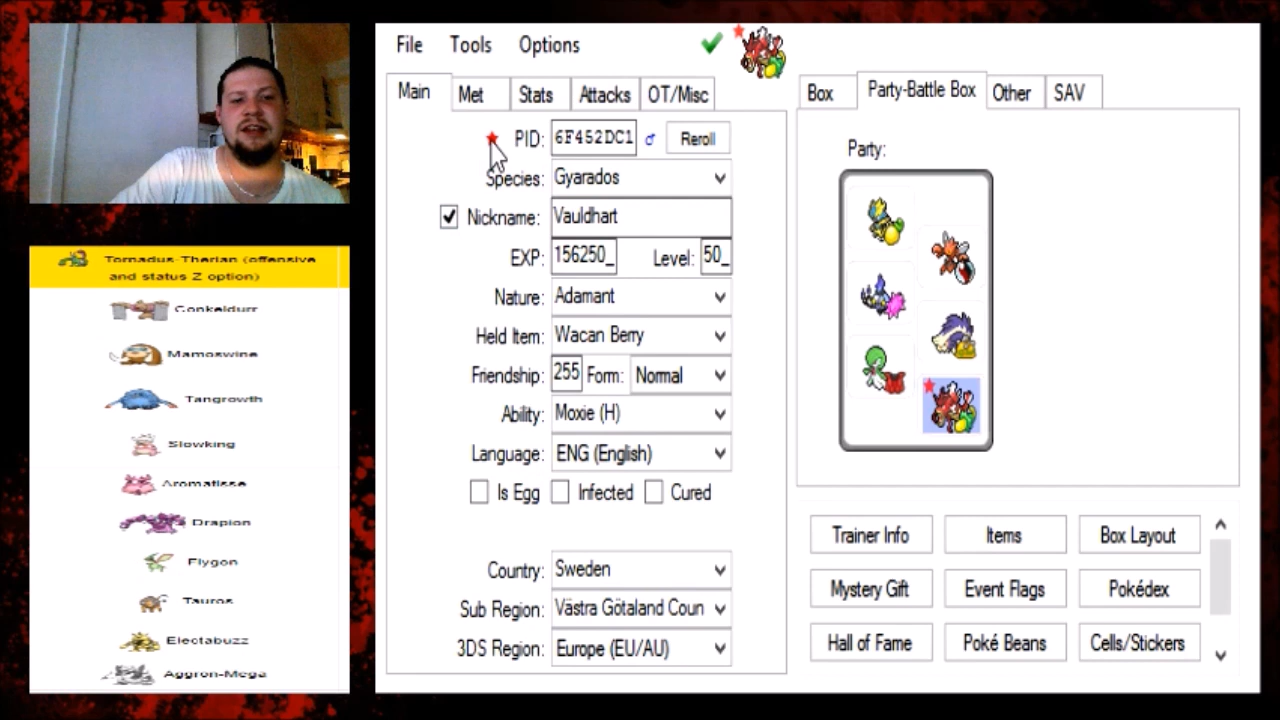 File Tools Options
Main Met Stats Attacks OT/Misc
PID: 6F452DC1 Reroll
Species: Gyarados
Nickname: Vauldhart
EXP: 156250_ Level: 50_
Nature: Adamant
Held Item: Wacan Berry
Friendship: 255 Form: Normal
Ability: Moxie (H)
Language: ENG (English)
Is Egg Infected Cured
Country: Sweden
Sub Region: Västra Götaland Coun
3DS Region: Europe (EU/AU)
Box Party-Battle Box Other SAV
Party:
Trainer Info Items Box Layout
Mystery Gift Event Flags Pokédex
Hall of Fame Poké Beans Cells/Stickers
Tornadus-Therian (offensive
and status Z option)
Conkeldurr
Mamoswine
Tangrowth
Slowking
Aromatisse
Drapion
Flygon
Tauros
Electabuzz
Aggron-Mega